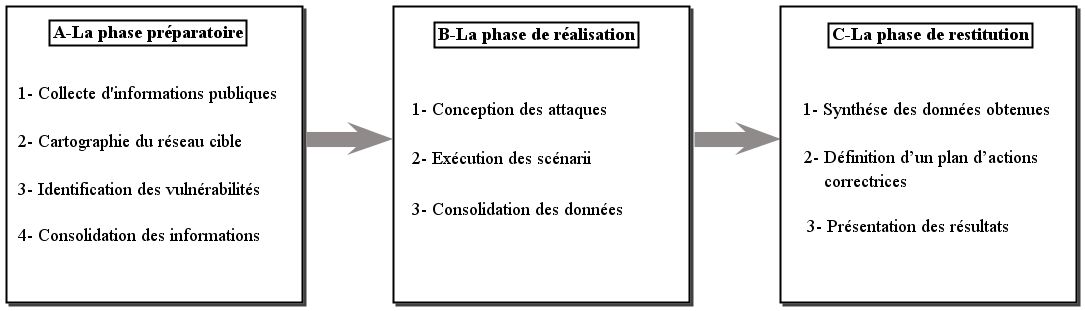 A-La phase préparatoire
1- Collecte d'informations publiques
2- Cartographie du réseau cible
3- Identification des vulnérabilités
4- Consolidation des informations
B-La phase de réalisation
1- Conception des attaques
2- Exécution des scénarii
3- Consolidation des données
C-La phase de restitution
1- Synthése des données obtenues
2- Définition d’un plan d’actions
correctrices
3- Présentation des résultats